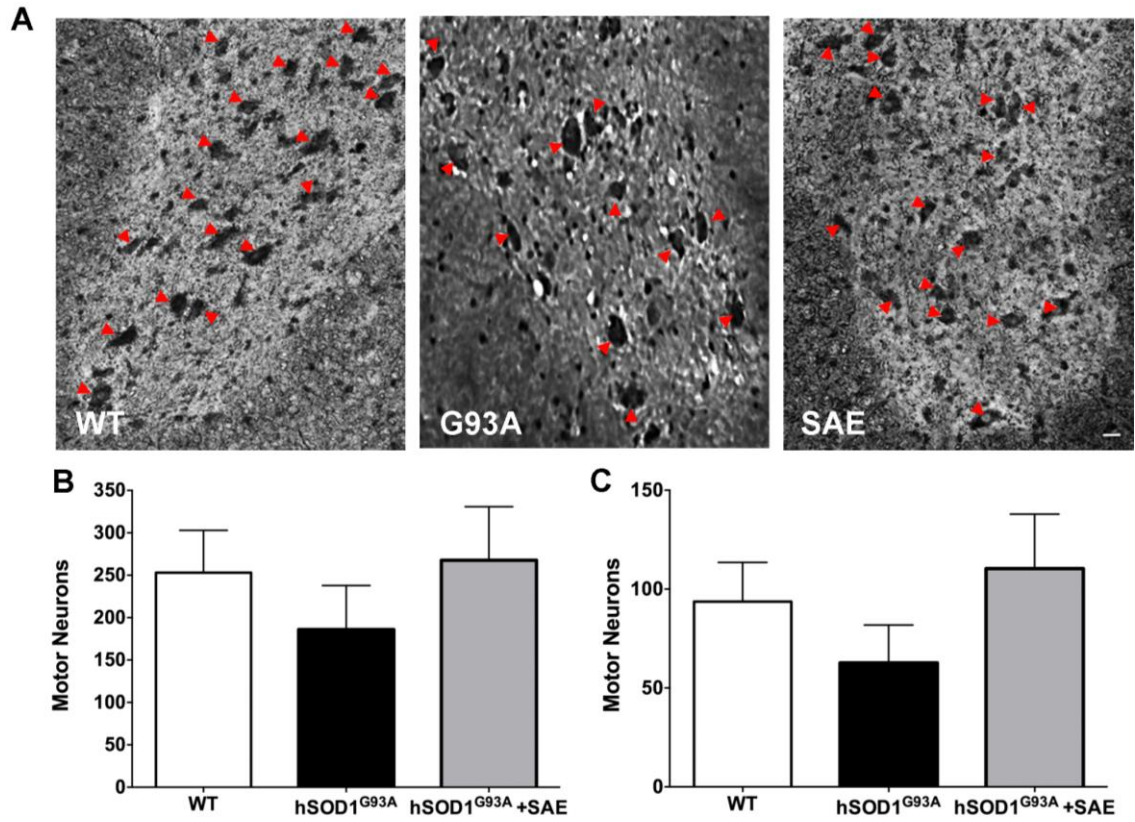 A
WT
G93A
SAE
B
Motor Neurons
350
300
250
200
150
100
50
0
WT
hSOD1G93A
hSOD1G93A +SAE
C
Motor Neurons
150
100
50
0
WT
hSOD1G93A
hSOD1G93A +SAE